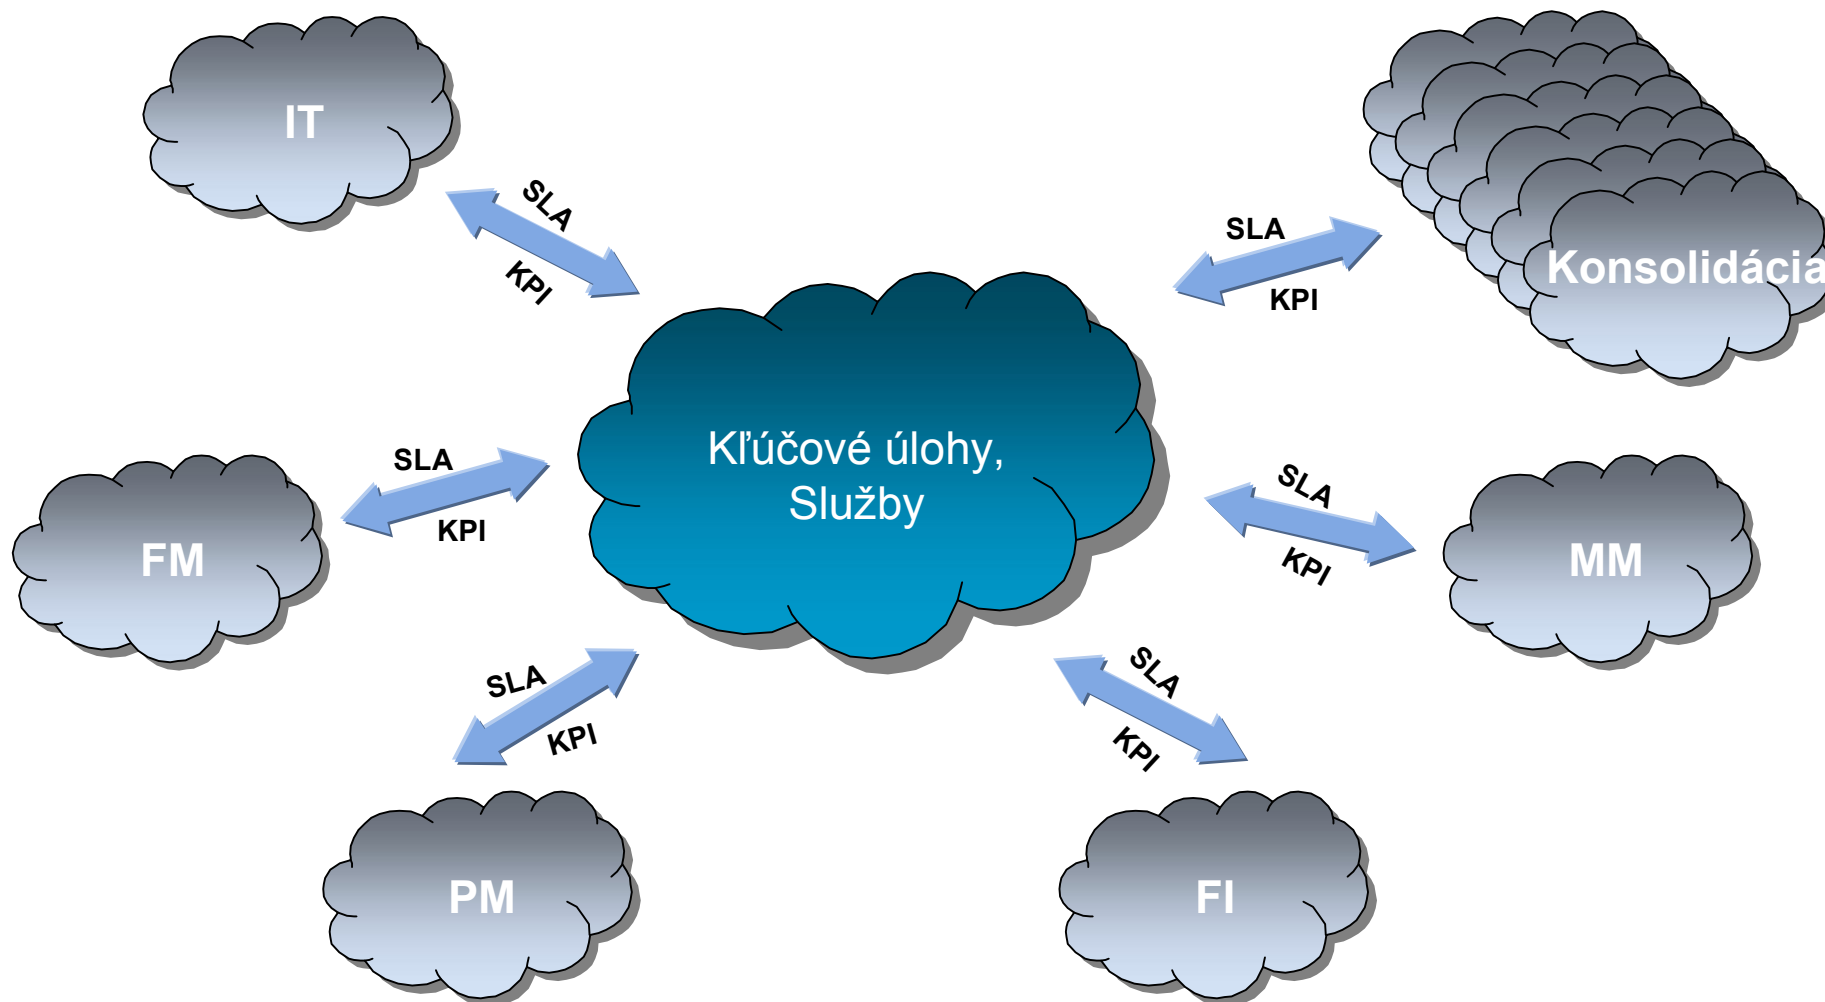 IT
SLA
KPI
SLA
KPI
Konsolidácia
Kľúčové úlohy,
Služby
SLA
KPI
FM
SLA
KPI
MM
SLA
KPI
PM
SLA
KPI
FI